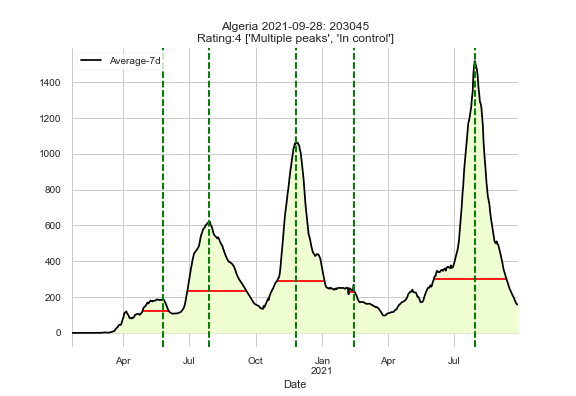 Algeria 2021-09-28: 203045
Rating:4 ['Multiple peaks', 'In control']
Average-7d
1400
1200
1000
800
600
400
200
0
Apr Jul Oct Jan Apr Jul
2021
Date